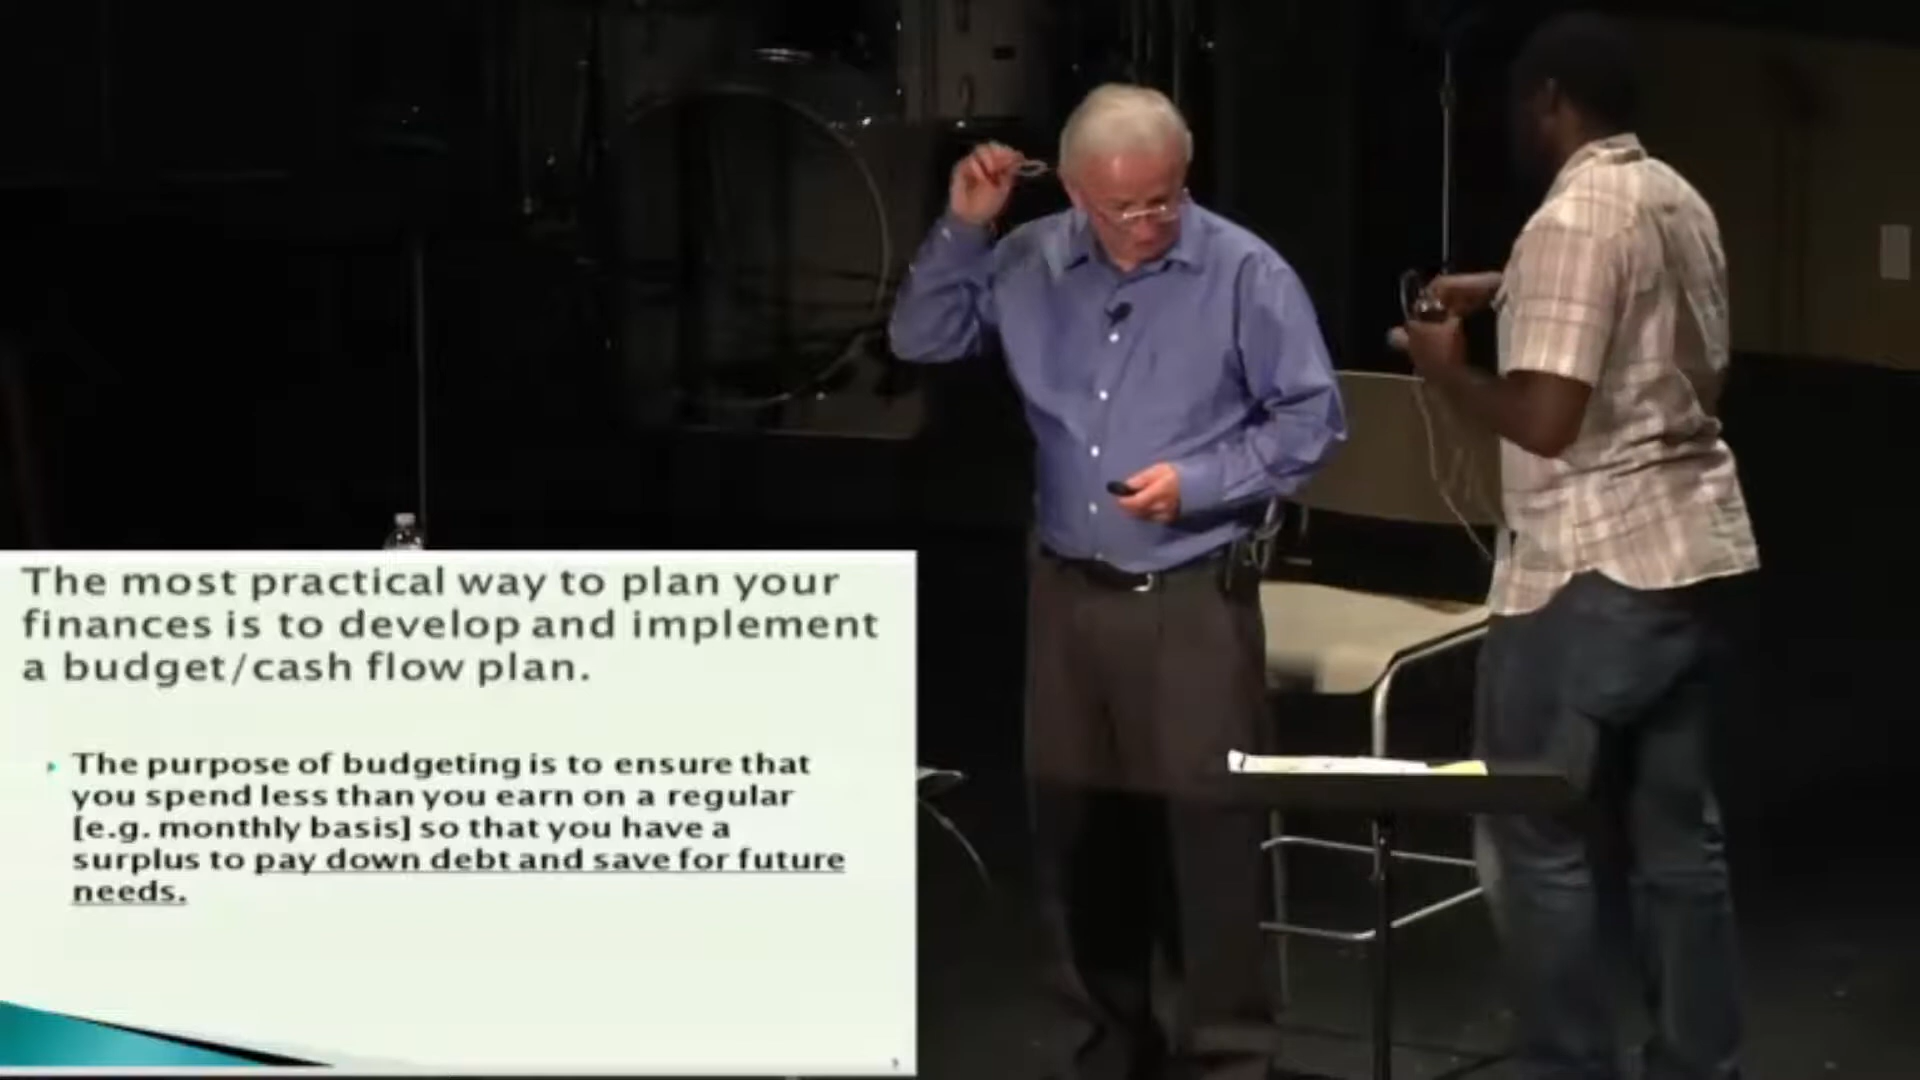 The most practical way to plan your
finances is to develop and implement
a budget/cash flow plan.
The purpose of budgeting is to ensure that
you spend less than you earn on a regular
[e.g. monthly basis] so that you have a
surplus to pay down debt and save for future
needs.